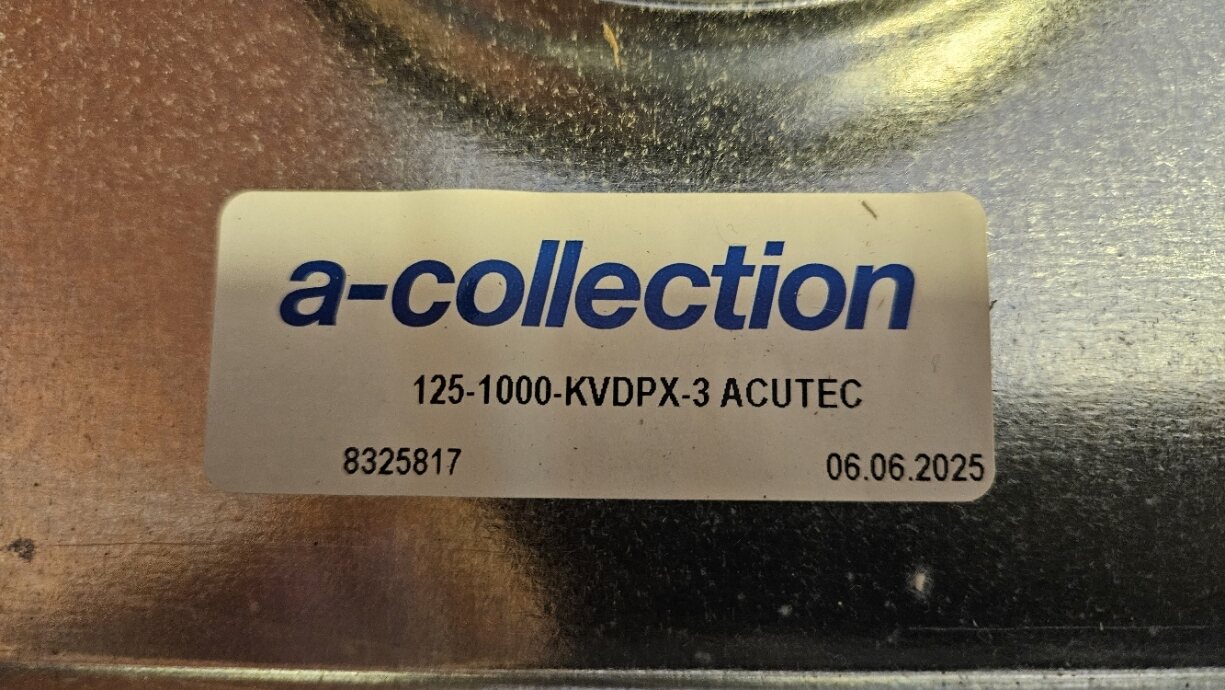 a-collection
125-1000-KVDPX-3 ACUTEC
8325817 06.06.2025